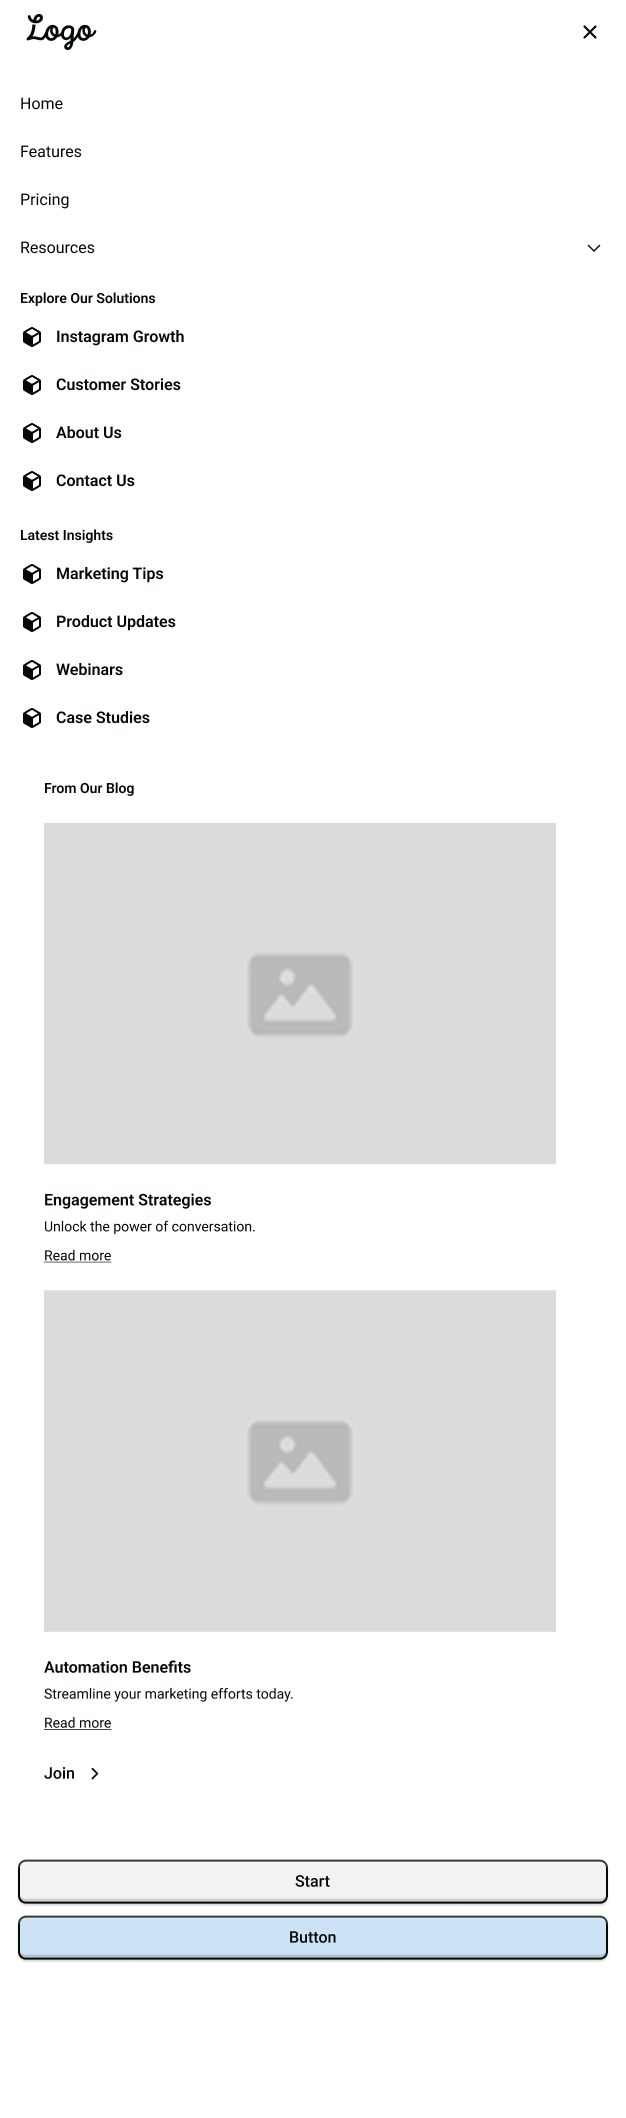 Logo
Home
Features
Pricing
Resources
Explore Our Solutions
Instagram Growth
Customer Stories
About Us
Contact Us
Latest Insights
Marketing Tips
Product Updates
Webinars
Case Studies
From Our Blog
Engagement Strategies
Unlock the power of conversation.
Read more
Automation Benefits
Streamline your marketing efforts today.
Read more
Join
Start
Button